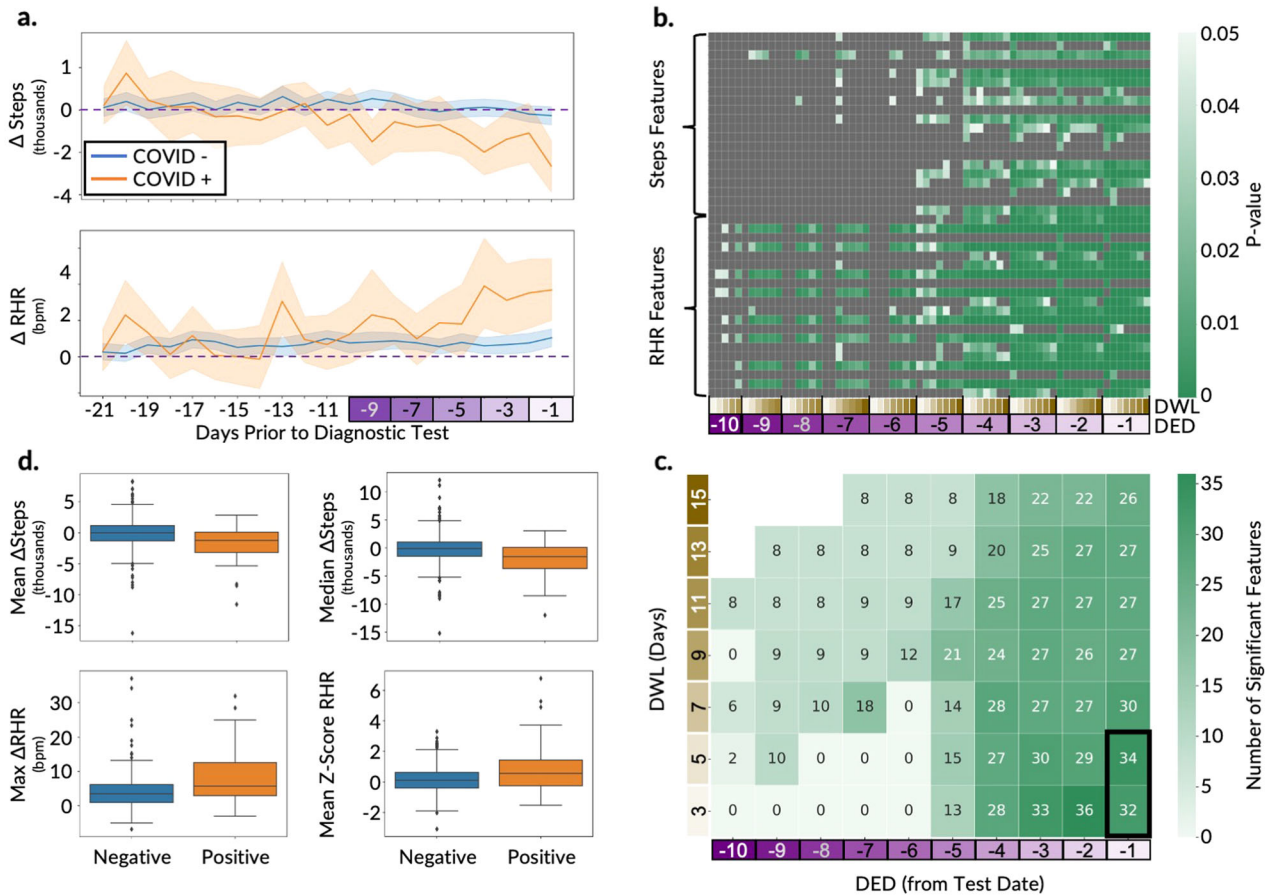 a.
Δ Steps
(thousands)
1
0
-2
-4
COVID -
COVID +
Δ RHR
(bpm)
4
2
0
-21 -19 -17 -15 -13 -11 -9 -7 -5 -3 -1
Days Prior to Diagnostic Test
b.
Steps Features
RHR Features
DWL
-10 -9 -8 -7 -6 -5 -4 -3 -2 -1 DED
0.05
0.04
0.03
0.02
0.01
0
P-value
d.
Mean ΔSteps
(thousands)
5
0
-5
-10
-15
Median ΔSteps
(thousands)
10
5
0
-5
-10
-15
Max ΔRHR
(bpm)
30
20
10
0
Negative Positive
Mean Z-Score RHR
6
4
2
0
-2
Negative Positive
c.
DWL (Days)
15 8 8 8 18 22 22 26
13 8 8 8 8 9 20 25 27 27
11 8 8 8 9 9 17 25 27 27 27
9 0 9 9 9 12 21 24 27 26 27
7 6 9 10 18 0 14 28 27 27 30
5 2 10 0 0 0 15 27 30 29 34
3 0 0 0 0 0 13 28 33 36 32
-10 -9 -8 -7 -6 -5 -4 -3 -2 -1
DED (from Test Date)
35
30
25
20
15
10
5
0
Number of Significant Features